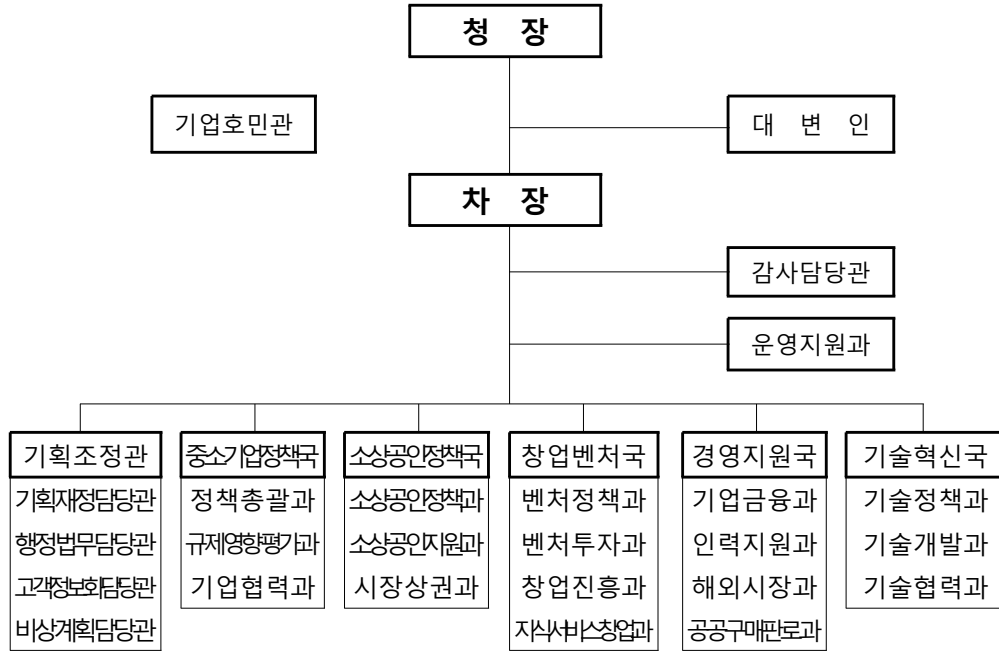 청 장
기업호민관
대 변 인
차 장
감사담당관
운영지원과
기획조정관
기획재정담당관
행정법무담당관
고객정보화담당관
비상계획담당관
중소기업정책국
정책총괄과
규제영향평가과
기업협력과
소상공인정책국
소상공인정책과
소상공인지원과
시장상권과
창업벤처국
벤처정책과
벤처투자과
창업진흥과
지식서비스창업과
경영지원국
기업금융과
인력지원과
해외시장과
공공구매판로과
기술혁신국
기술정책과
기술개발과
기술협력과